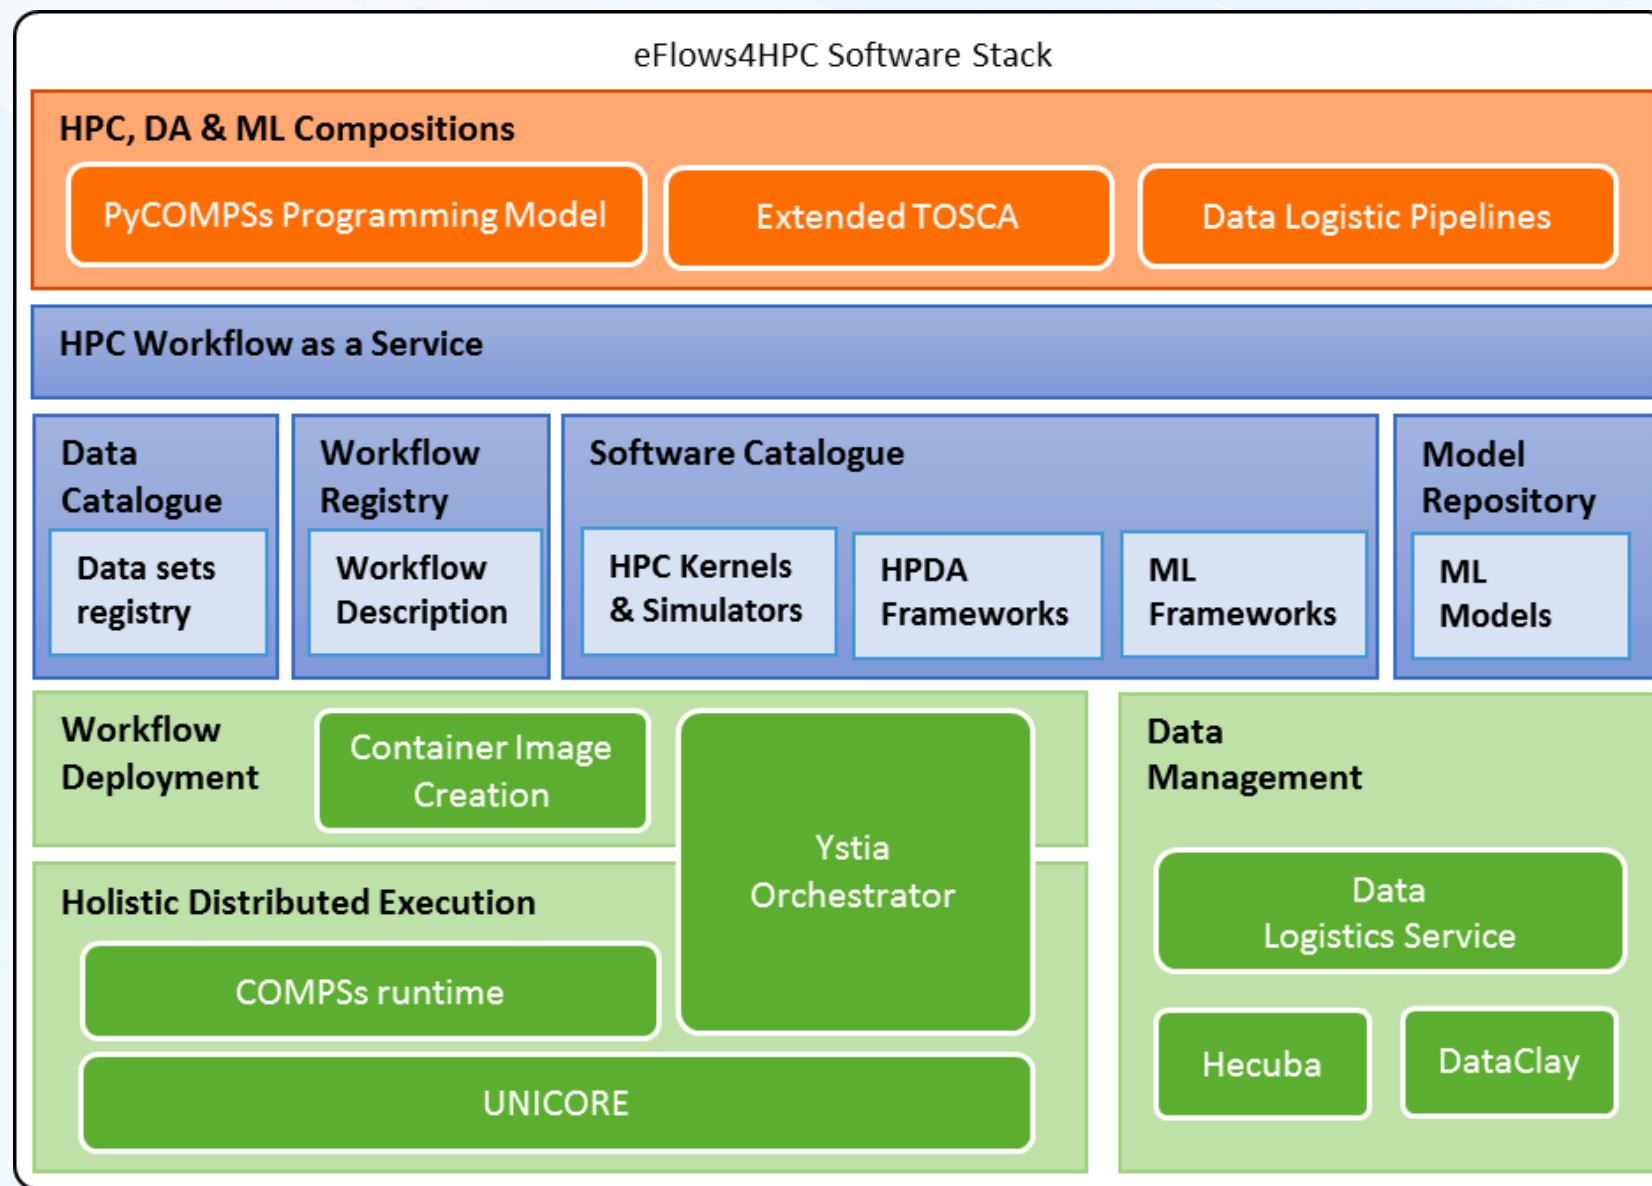 eFlows4HPC Software Stack
HPC, DA & ML Compositions
PyCOMPSs Programming Model
Extended TOSCA
Data Logistic Pipelines
HPC Workflow as a Service
Data
Catalogue
Data sets
registry
Workflow
Registry
Workflow
Description
Software Catalogue
HPC Kernels
& Simulators
HPDA
Frameworks
ML
Frameworks
Model
Repository
ML
Models
Workflow
Deployment
Container Image
Creation
Ystia
Orchestrator
Holistic Distributed Execution
COMPSs runtime
UNICORE
Data
Management
Data
Logistics Service
Hecuba
DataClay